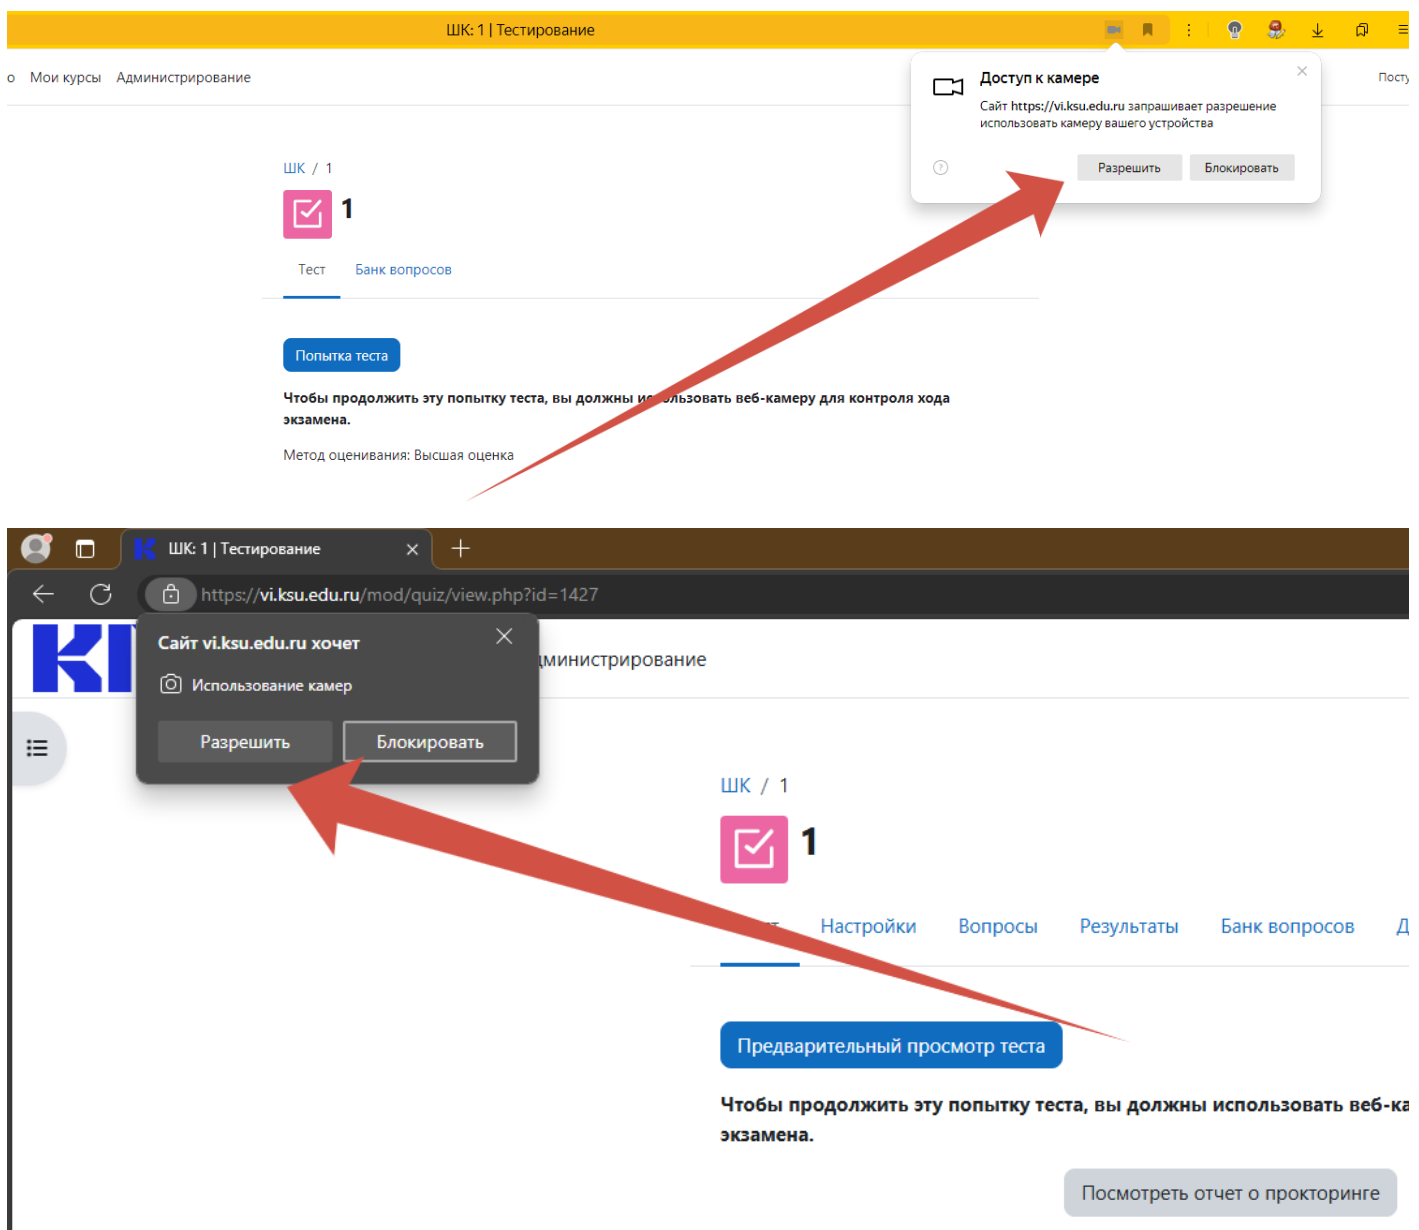 ШК: 1 | Тестирование
о Мои курсы Администрирование
Посту
Доступ к камере
Сайт https://vi.ksu.edu.ru запрашивает разрешение
использовать камеру вашего устройства
Разрешить Блокировать
ШК / 1
1
Тест Банк вопросов
Попытка теста
Чтобы продолжить эту попытку теста, вы должны использовать веб-камеру для контроля хода
экзамена.
Метод оценивания: Высшая оценка
ШК: 1 | Тестирование
https://vi.ksu.edu.ru/mod/quiz/view.php?id=1427
Сайт vi.ksu.edu.ru хочет
дминистрирование
Использование камер
Разрешить Блокировать
ШК / 1
1
Настройки Вопросы Результаты Банк вопросов Д
Предварительный просмотр теста
Чтобы продолжить эту попытку теста, вы должны использовать веб-ка
экзамена.
Посмотреть отчет о прокторинге